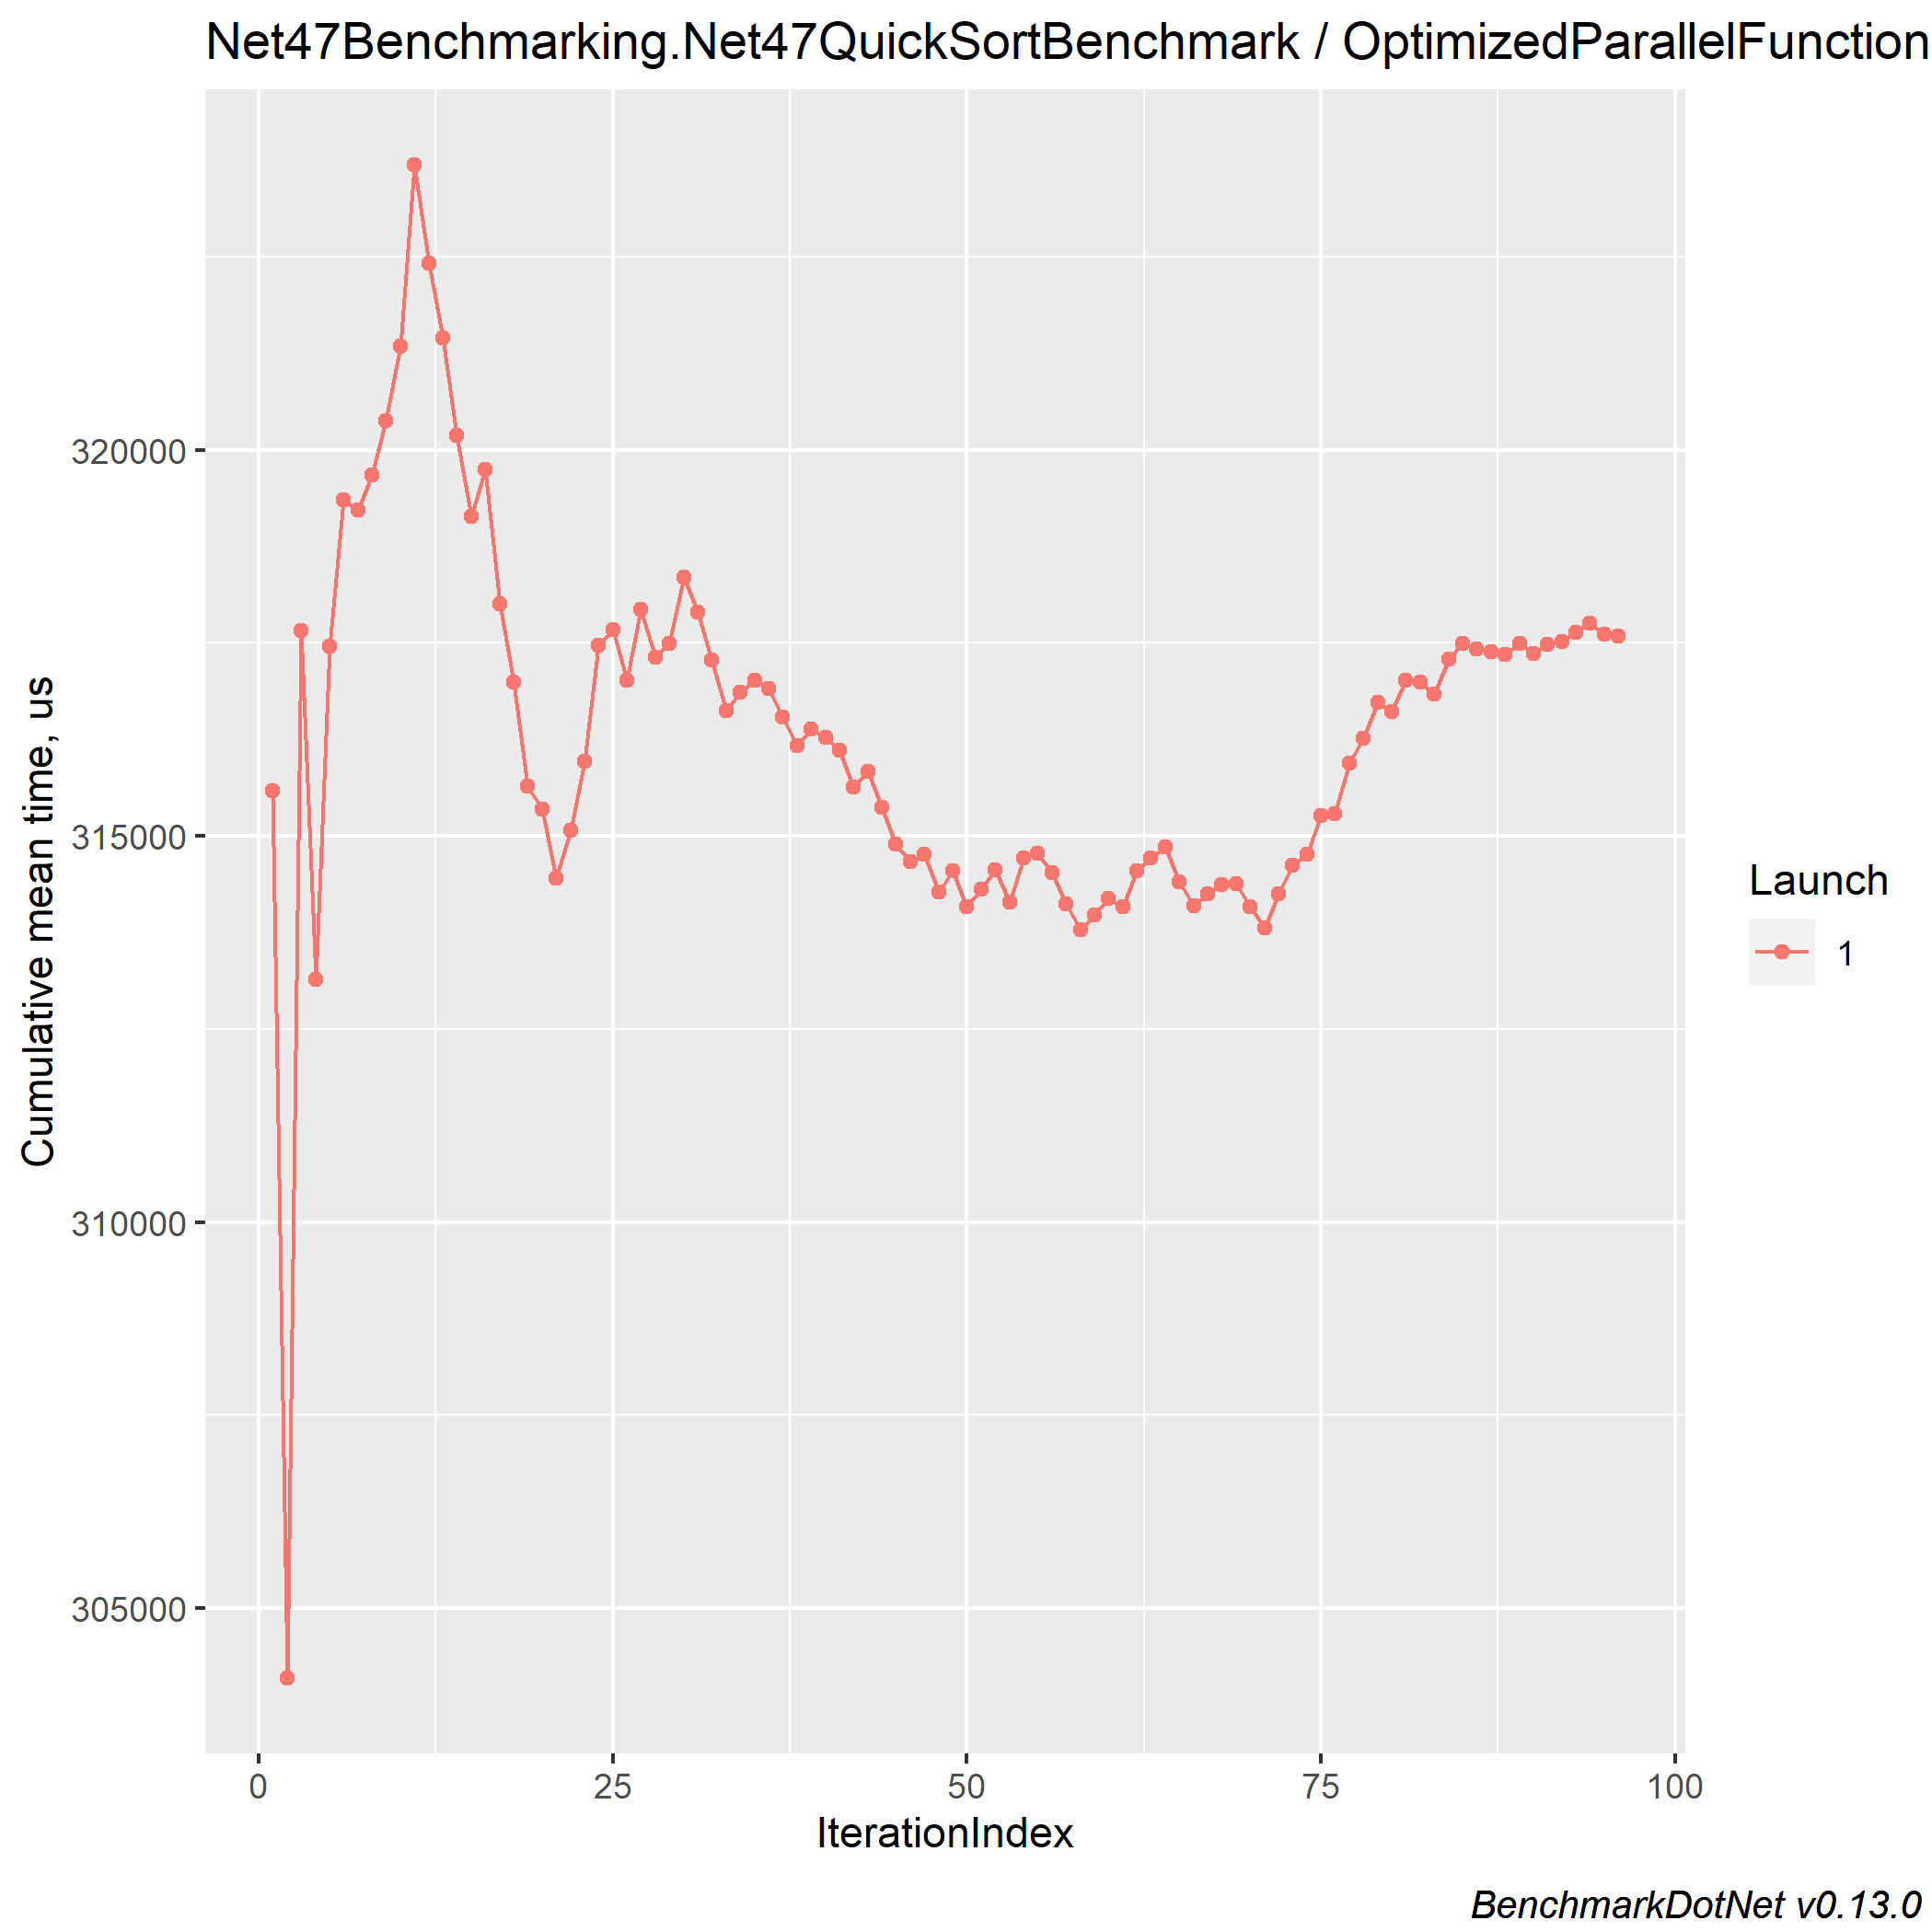 Net47Benchmarking.Net47QuickSortBenchmark / OptimizedParallelFunction
Cumulative mean time, us
320000
315000
310000
305000
0 25 50 75 100
IterationIndex
Launch
1
BenchmarkDotNet v0.13.0